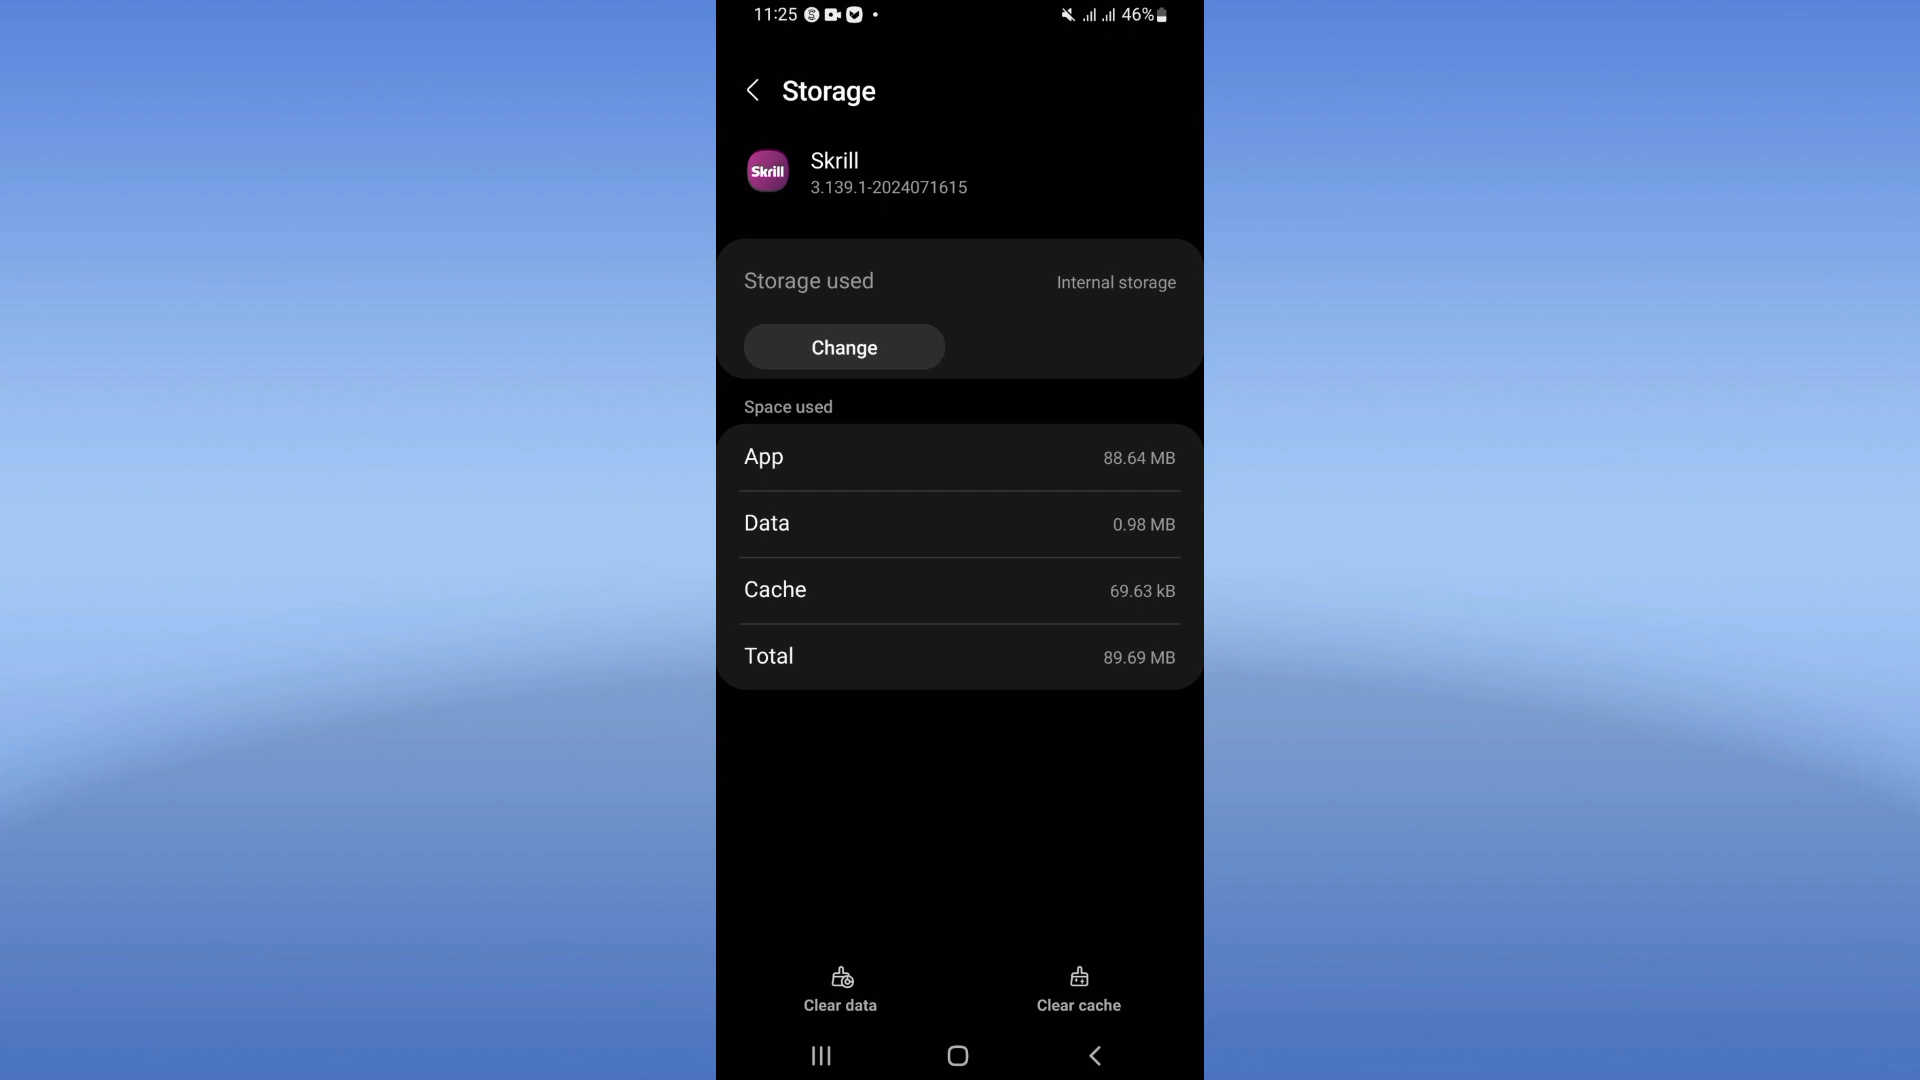 11:25 46%
Storage
Skrill
Skrill
3.139.1-2024071615
Storage used Internal storage
Change
Space used
App 88.64 MB
Data 0.98 MB
Cache 69.63 kB
Total 89.69 MB
Clear data Clear cache